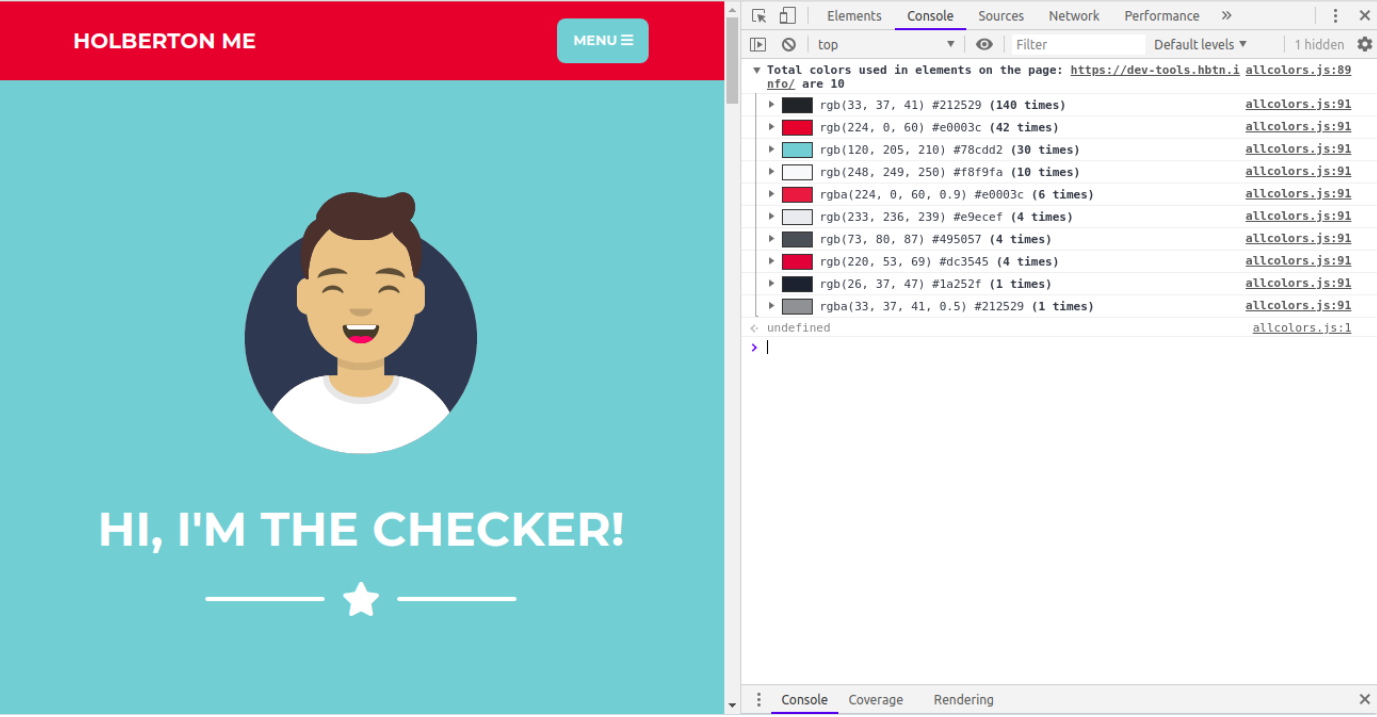 HOLBERTON ME
MENU
HI, I'M THE CHECKER!
Elements Console Sources Network Performance »
top Filter Default levels 1 hidden
Total colors used in elements on the page: https://dev-tools.hbtn.i allcolors.js:89
nfo/ are 10
rgb(33, 37, 41) #212529 (140 times) allcolors.js:91
rgb(224, 0, 60) #e0003c (42 times) allcolors.js:91
rgb(120, 205, 210) #78cdd2 (30 times) allcolors.js:91
rgb(248, 249, 250) #f8f9fa (10 times) allcolors.js:91
rgba(224, 0, 60, 0.9) #e0003c (6 times) allcolors.js:91
rgb(233, 236, 239) #e9ecef (4 times) allcolors.js:91
rgb(73, 80, 87) #495057 (4 times) allcolors.js:91
rgb(220, 53, 69) #dc3545 (4 times) allcolors.js:91
rgb(26, 37, 47) #1a252f (1 times) allcolors.js:91
rgba(33, 37, 41, 0.5) #212529 (1 times) allcolors.js:91
undefined allcolors.js:1
Console Coverage Rendering